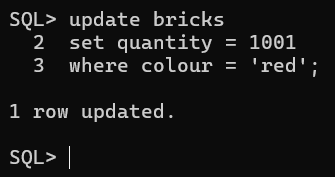 SQL> update bricks
  2  set quantity = 1001
  3  where colour = 'red';
1 row updated.
SQL>